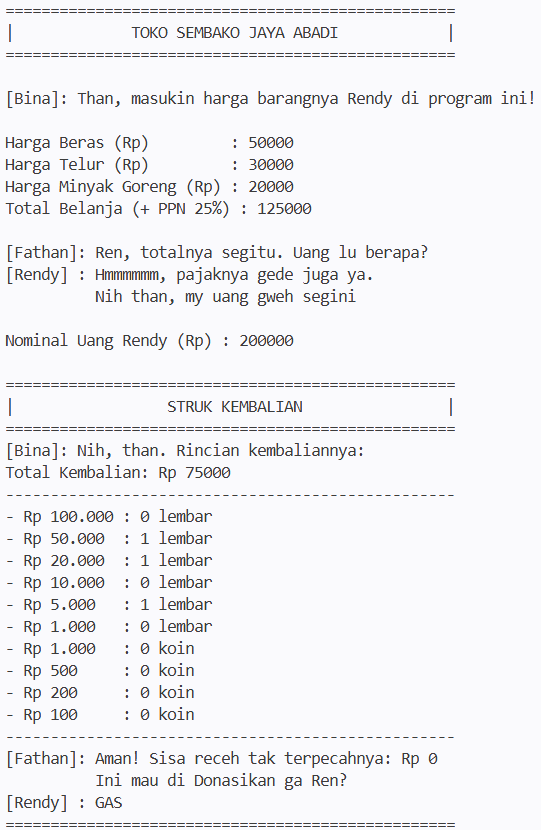 ==================================================
|             TOKO SEMBAKO JAYA ABADI            |
==================================================
[Bina]: Than, masukin harga barangnya Rendy di program ini!
Harga Beras (Rp)         : 50000
Harga Telur (Rp)         : 30000
Harga Minyak Goreng (Rp) : 20000
Total Belanja (+ PPN 25%) : 125000
[Fathan]: Ren, totalnya segitu. Uang lu berapa?
[Rendy] : Hmmmmmm, pajaknya gede juga ya.
          Nih than, my uang gweh segini
Nominal Uang Rendy (Rp) : 200000
==================================================
|                 STRUK KEMBALIAN                |
==================================================
[Bina]: Nih, than. Rincian kembaliannya:
Total Kembalian: Rp 75000
--------------------------------------------------
- Rp 100.000 : 0 lembar
- Rp 50.000  : 1 lembar
- Rp 20.000  : 1 lembar
- Rp 10.000  : 0 lembar
- Rp 5.000   : 1 lembar
- Rp 1.000   : 0 lembar
- Rp 1.000   : 0 koin
- Rp 500     : 0 koin
- Rp 200     : 0 koin
- Rp 100     : 0 koin
--------------------------------------------------
[Fathan]: Aman! Sisa receh tak terpecahnya: Rp 0
          Ini mau di Donasikan ga Ren?
[Rendy] : GAS
==================================================